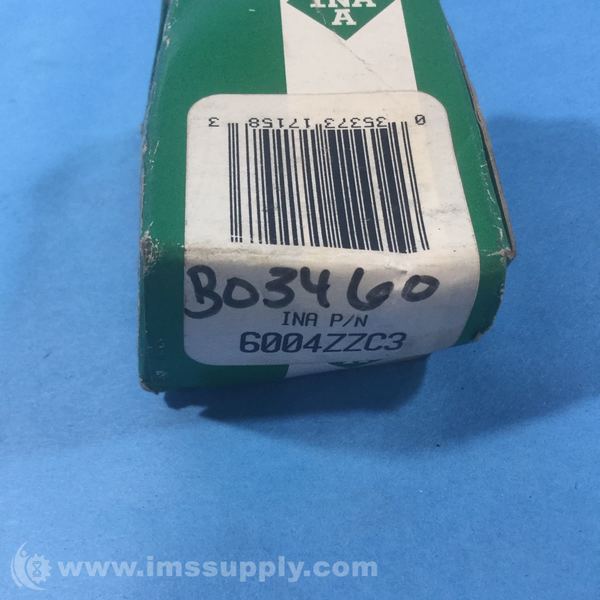 INA
A
0 35373 17158 3
B03460
INA P/N
6004ZZC3
www.imssupply.com